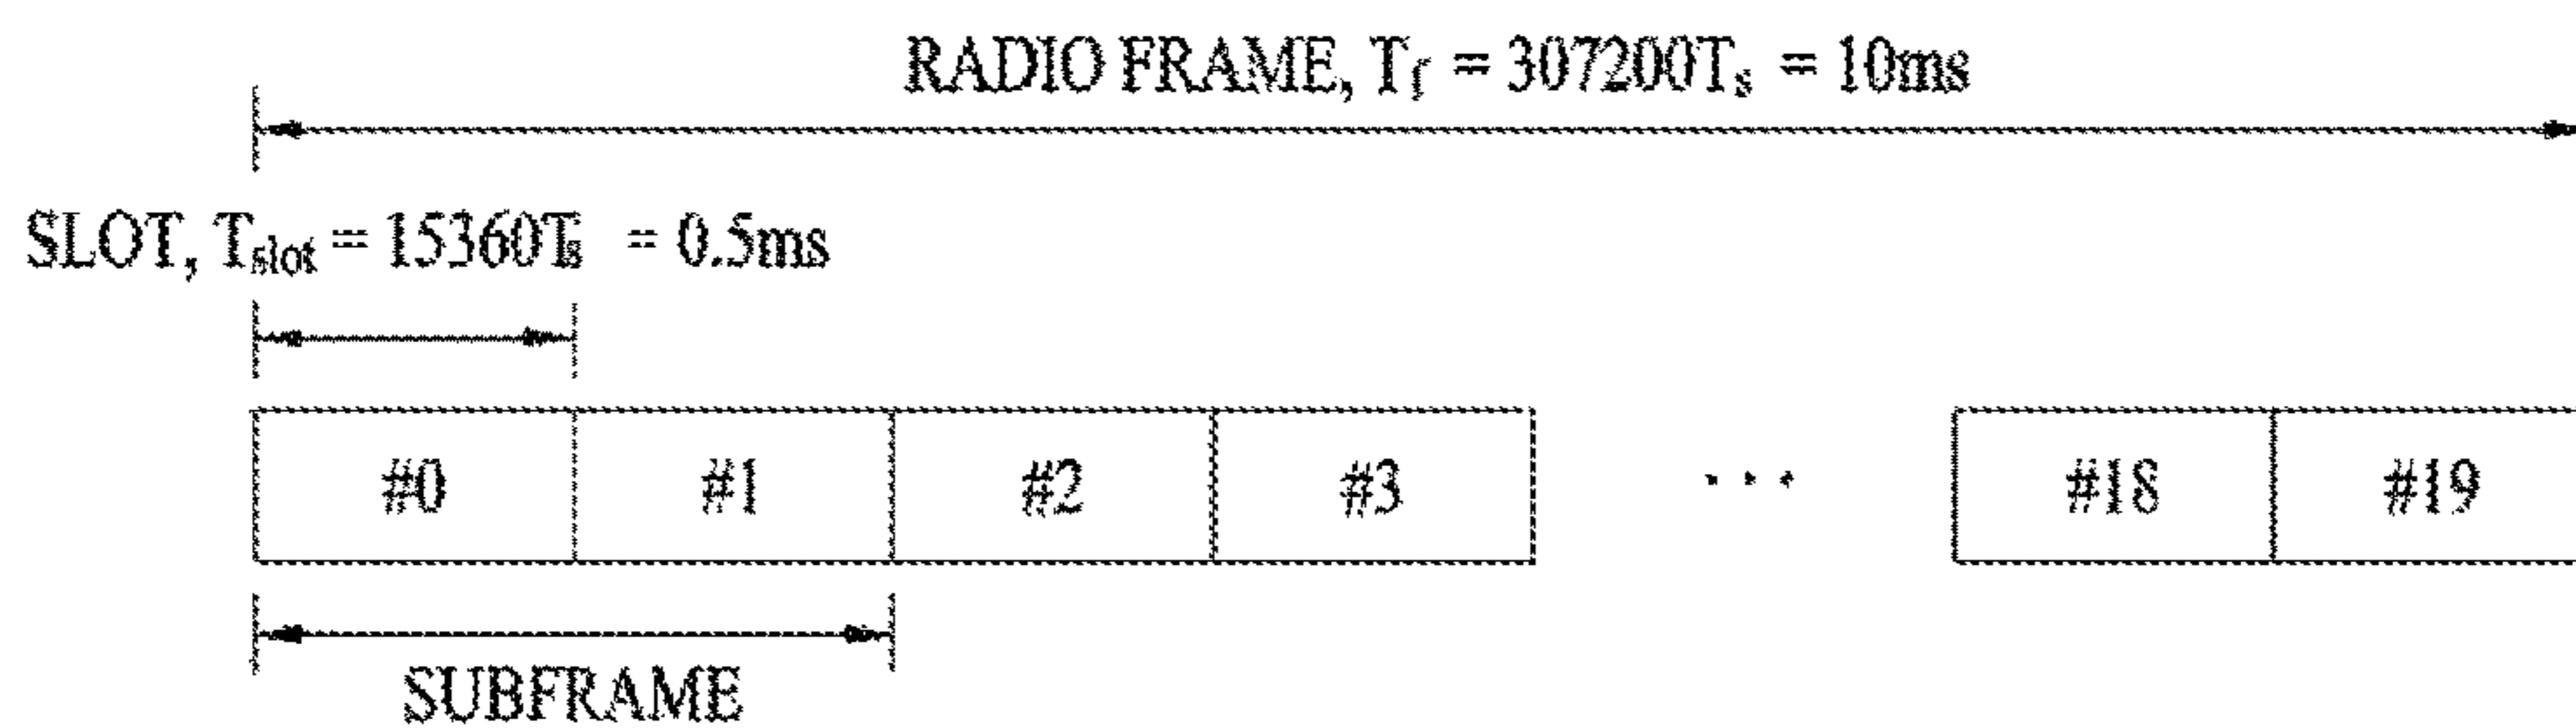 RADIO FRAME, Tf = 307200Ts = 10ms
SLOT, Tslot = 15360Ts = 0.5ms
#0 #1 #2 #3 ... #18 #19
SUBFRAME